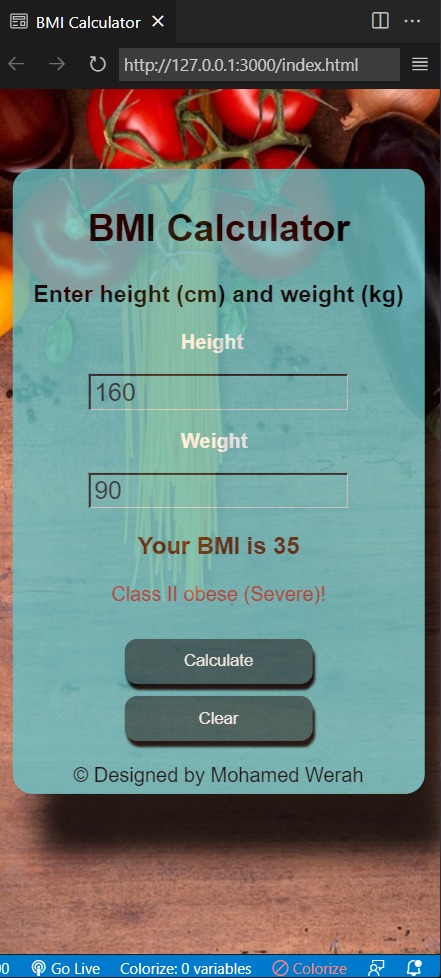 BMI Calculator
http://127.0.0.1:3000/index.html
BMI Calculator
Enter height (cm) and weight (kg)
Height
160
Weight
90
Your BMI is 35
Class II obese (Severe)!
Calculate
Clear
© Designed by Mohamed Werah
Go Live Colorize: 0 variables Colorize